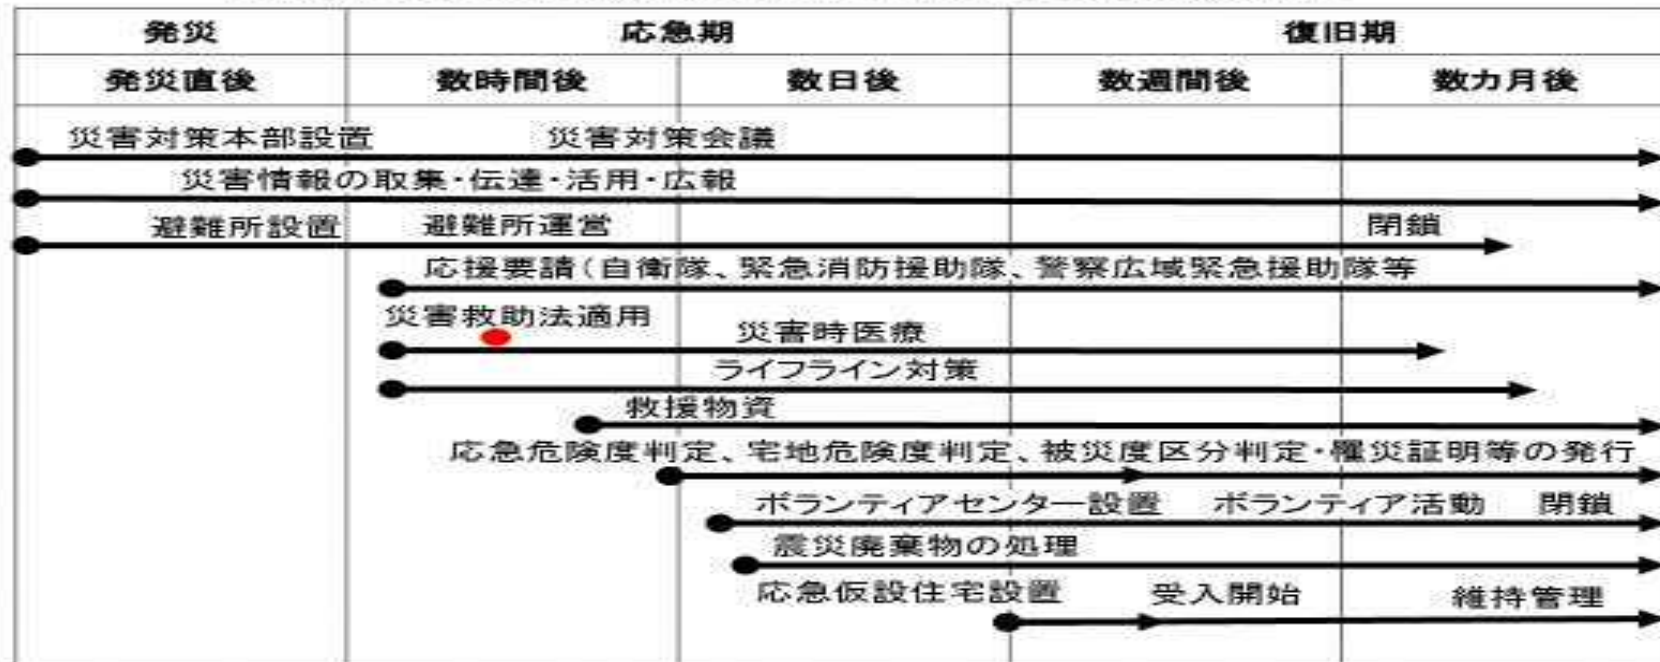 発災 応急期 復旧期
発災直後 数時間後 数日後 数週間後 数カ月後
災害対策本部設置 災害対策会議
災害情報の取集・伝達・活用・広報
避難所設置 避難所運営 閉鎖
応援要請（自衛隊、緊急消防援助隊、警察広域緊急援助隊等
災害救助法適用 災害時医療
ライフライン対策
救援物資
応急危険度判定、宅地危険度判定、被災度区分判定・罹災証明等の発行
ボランティアセンター設置 ボランティア活動 閉鎖
震災廃棄物の処理
応急仮設住宅設置 受入開始 維持管理